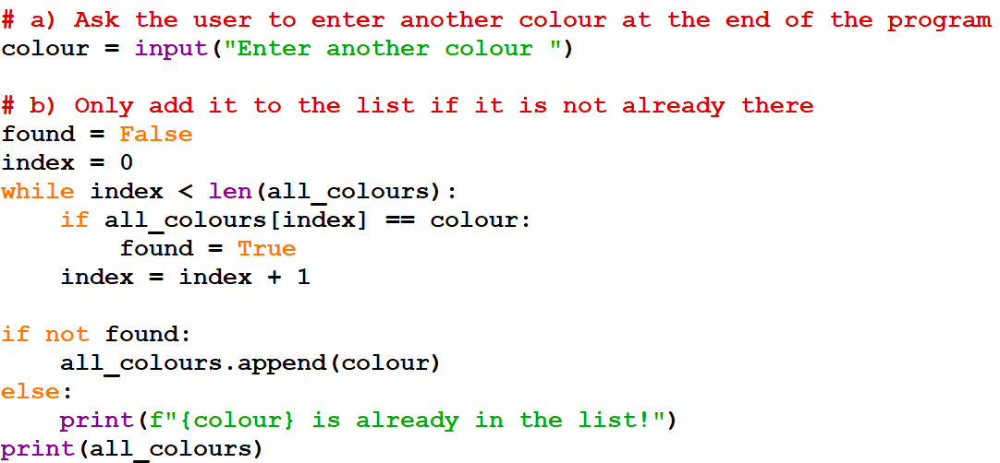 # a) Ask the user to enter another colour at the end of the program
colour = input("Enter another colour ")
# b) Only add it to the list if it is not already there
found = False
index = 0
while index < len(all_colours):
    if all_colours[index] == colour:
        found = True
    index = index + 1
if not found:
    all_colours.append(colour)
else:
    print(f"{colour} is already in the list!")
print(all_colours)